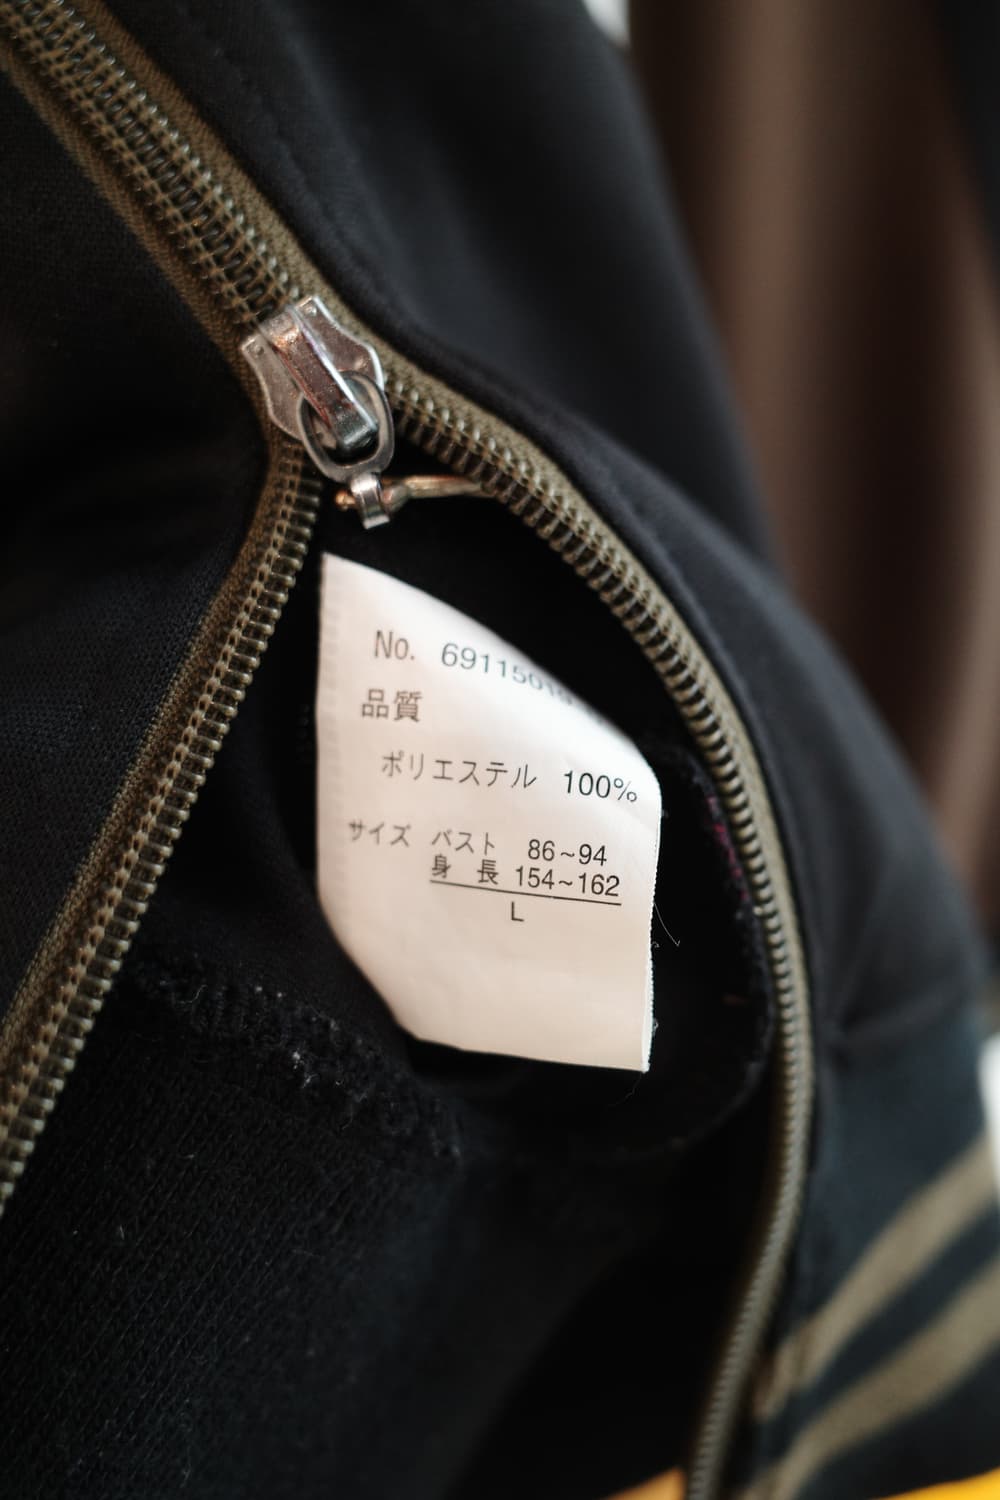 No. 69115019
品質
ポリエステル 100%
サイズ バスト 86~94
身 長 154~162
L